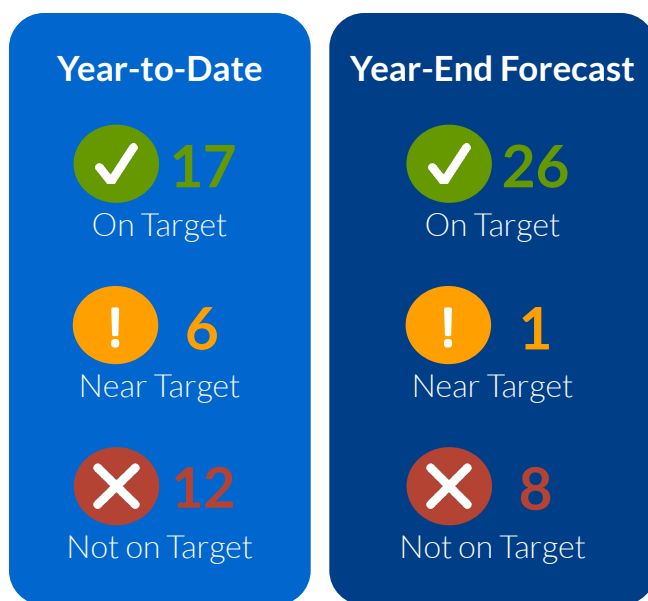 Year-to-Date
17
On Target
! 6
Near Target
12
Not on Target
Year-End Forecast
26
On Target
! 1
Near Target
8
Not on Target